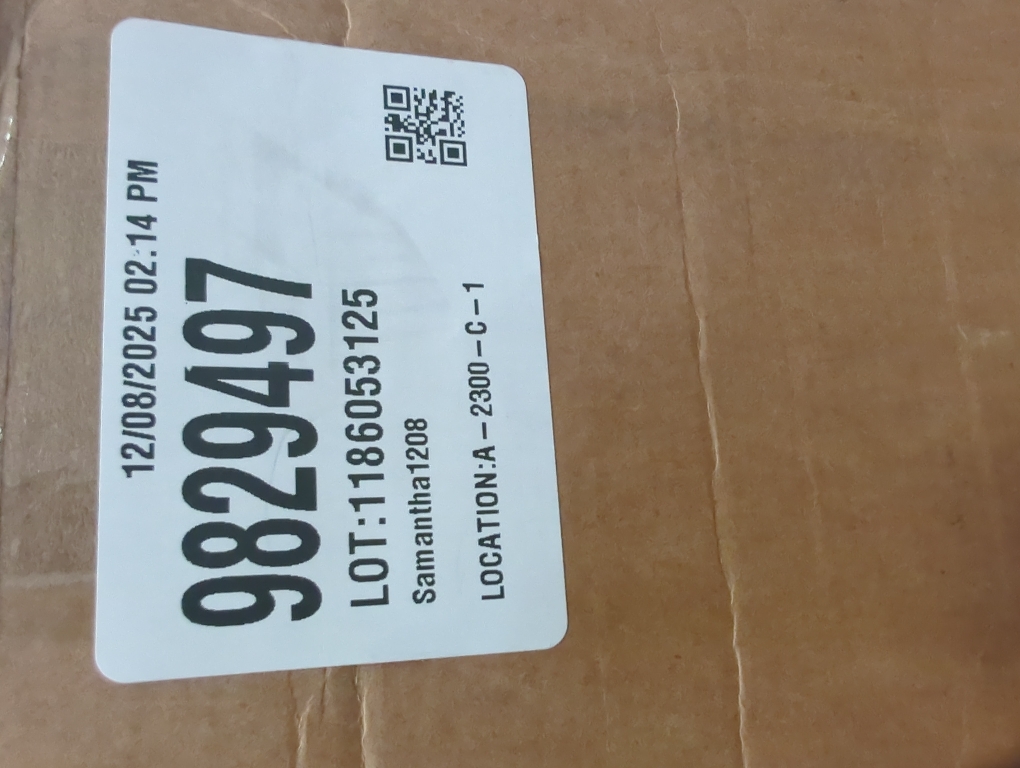 12/08/2025 02:14 PM
9829497
LOT:1186053125
Samantha1208
LOCATION:A-2300-C-1